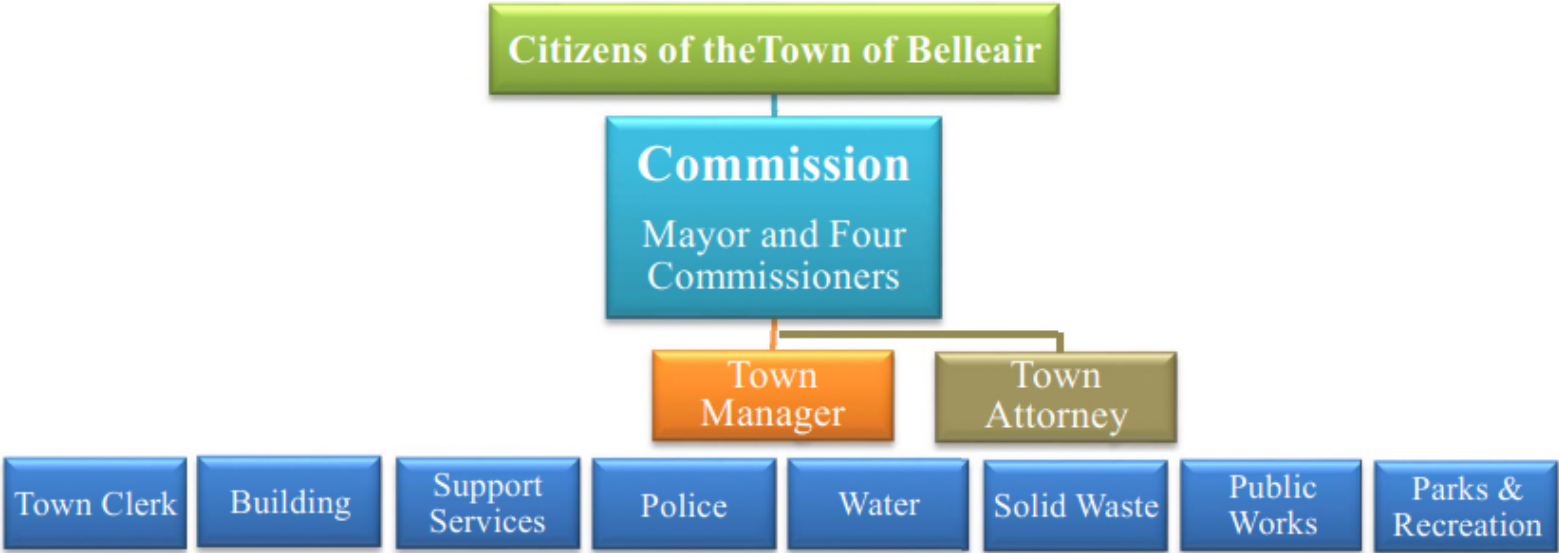 Citizens of theTown of Belleair
Commission
Mayor and Four
Commissioners
Town
Manager
Town
Attorney
Town Clerk
Building
Support
Services
Police
Water
Solid Waste
Public
Works
Parks &
Recreation